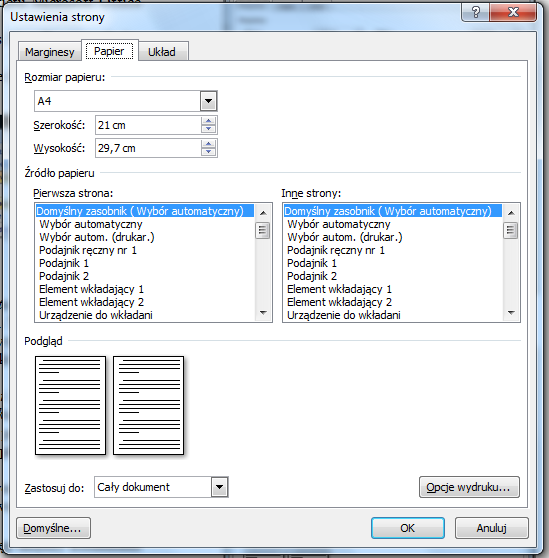 Ustawienia strony
Marginesy Papier Układ
Rozmiar papieru:
A4
Szerokość: 21 cm
Wysokość: 29,7 cm
Źródło papieru
Pierwsza strona: Inne strony:
Domyślny zasobnik ( Wybór automatyczny) Domyślny zasobnik ( Wybór automatyczny)
Wybór automatyczny Wybór automatyczny
Wybór autom. (drukar.) Wybór autom. (drukar.)
Podajnik ręczny nr 1 Podajnik ręczny nr 1
Podajnik 1 Podajnik 1
Podajnik 2 Podajnik 2
Element wkładający 1 Element wkładający 1
Element wkładający 2 Element wkładający 2
Urządzenie do wkładani Urządzenie do wkładani
Podgląd
Zastosuj do: Cały dokument Opcje wydruku...
Domyślne... OK Anuluj